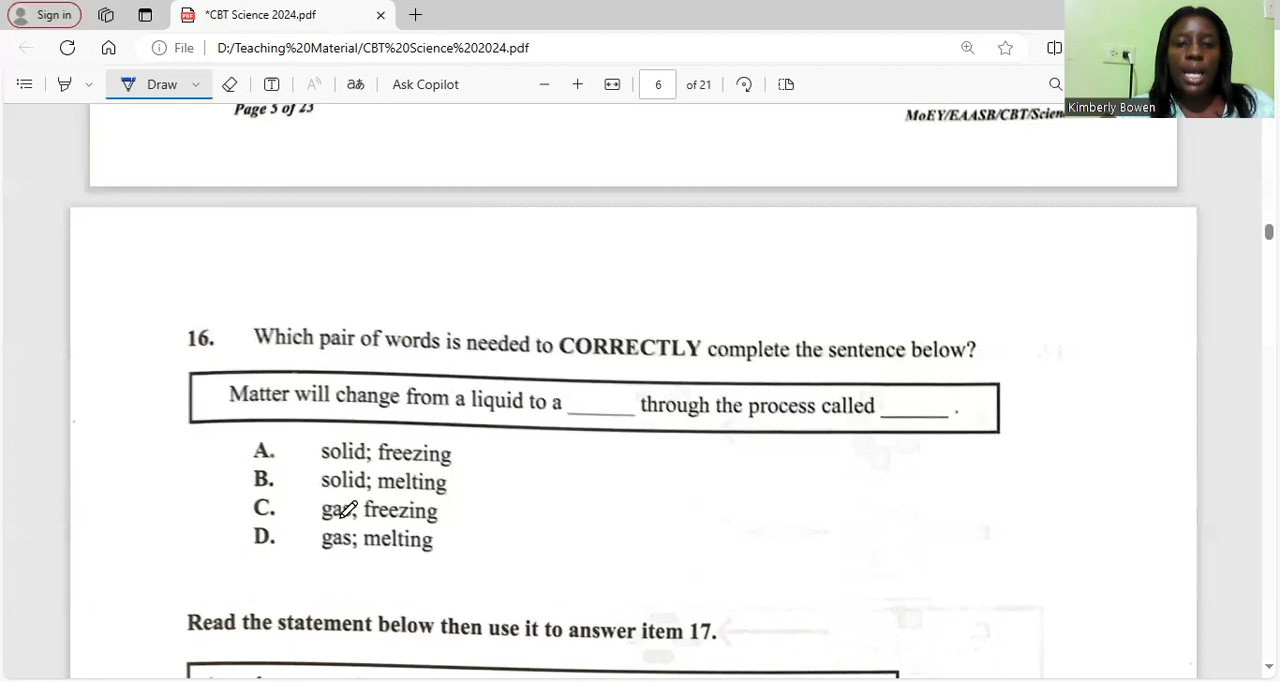 Sign in
*CBT Science 2024.pdf
File
D:/Teaching%20Material/CBT%20Science%202024.pdf
Draw
Ask Copilot
6 of 21
Kimberly Bowen
Page 5 of 23
MoEY/EAASB/CBT/Scien
16. Which pair of words is needed to CORRECTLY complete the sentence below?
Matter will change from a liquid to a ______ through the process called ______ .
A. solid; freezing
B. solid; melting
C. gas; freezing
D. gas; melting
Read the statement below then use it to answer item 17.